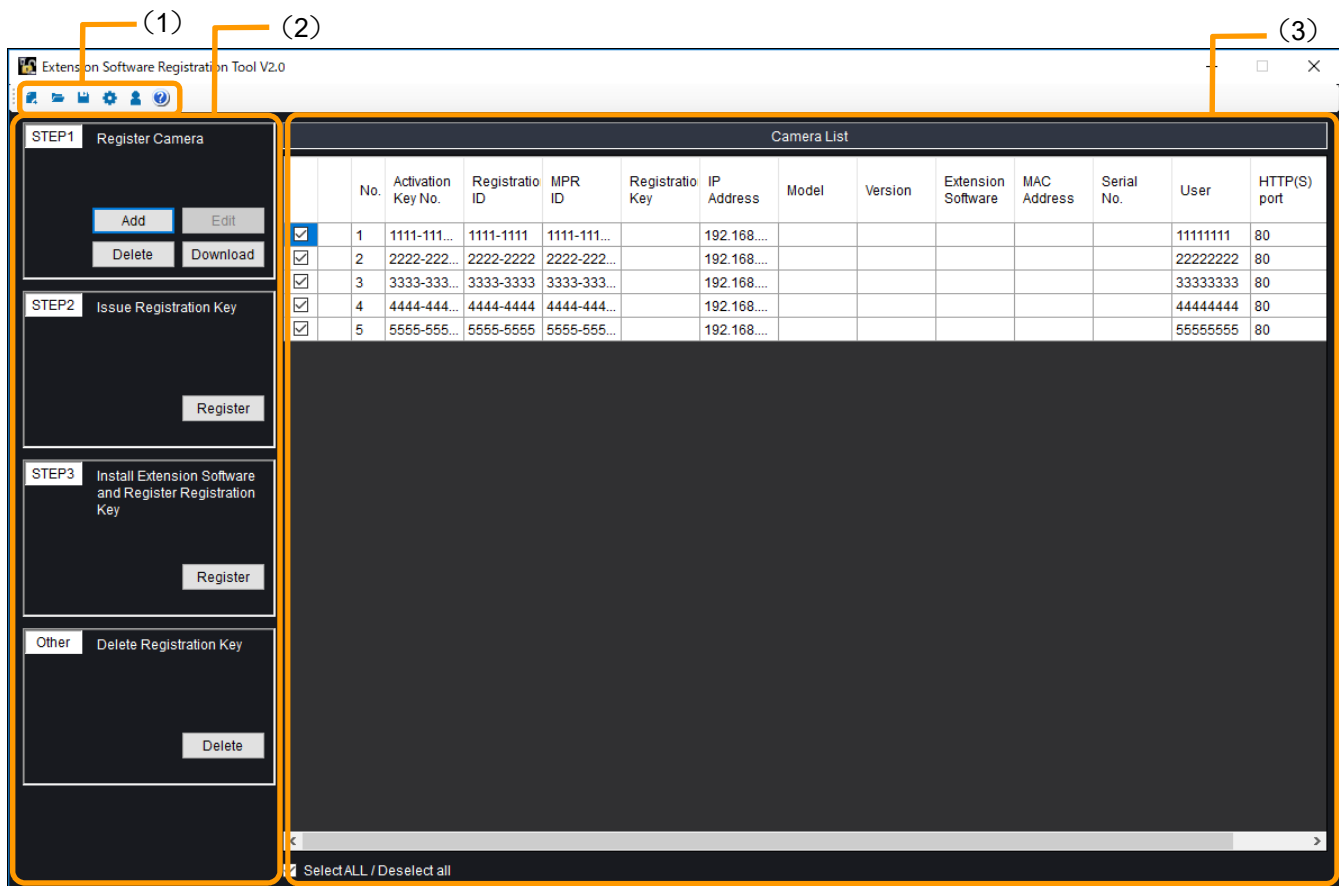 （1）
（2）
（3）
Extension Software Registration Tool V2.0
STEP1 Register Camera
Add Edit
Delete Download
STEP2 Issue Registration Key
Register
STEP3 Install Extension Software
and Register Registration
Key
Register
Other Delete Registration Key
Delete
Camera List
No. Activation Key No. Registratio ID MPR ID Registratio Key IP Address Model Version Extension Software MAC Address Serial No. User HTTP(S) port
1 1111-111... 1111-1111 1111-111... 192.168.... 11111111 80
2 2222-222... 2222-2222 2222-222... 192.168.... 22222222 80
3 3333-333... 3333-3333 3333-333... 192.168.... 33333333 80
4 4444-444... 4444-4444 4444-444... 192.168.... 44444444 80
5 5555-555... 5555-5555 5555-555... 192.168.... 55555555 80
Select ALL / Deselect all